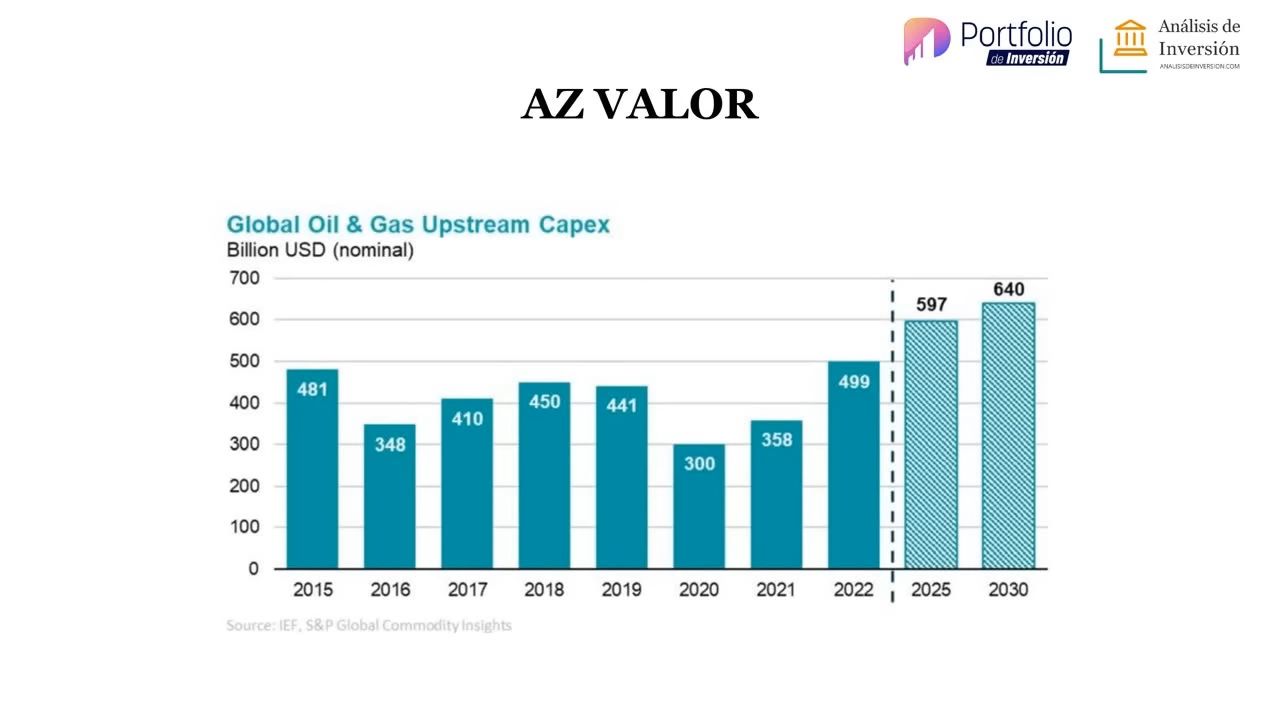 Portfolio
de Inversión
Análisis de
Inversión
ANALISISDEINVERSION.COM
AZ VALOR
Global Oil & Gas Upstream Capex
Billion USD (nominal)
700
600
500
400
300
200
100
0
481
348
410
450
441
300
358
499
597
640
2015 2016 2017 2018 2019 2020 2021 2022 2025 2030
Source: IEF, S&P Global Commodity Insights